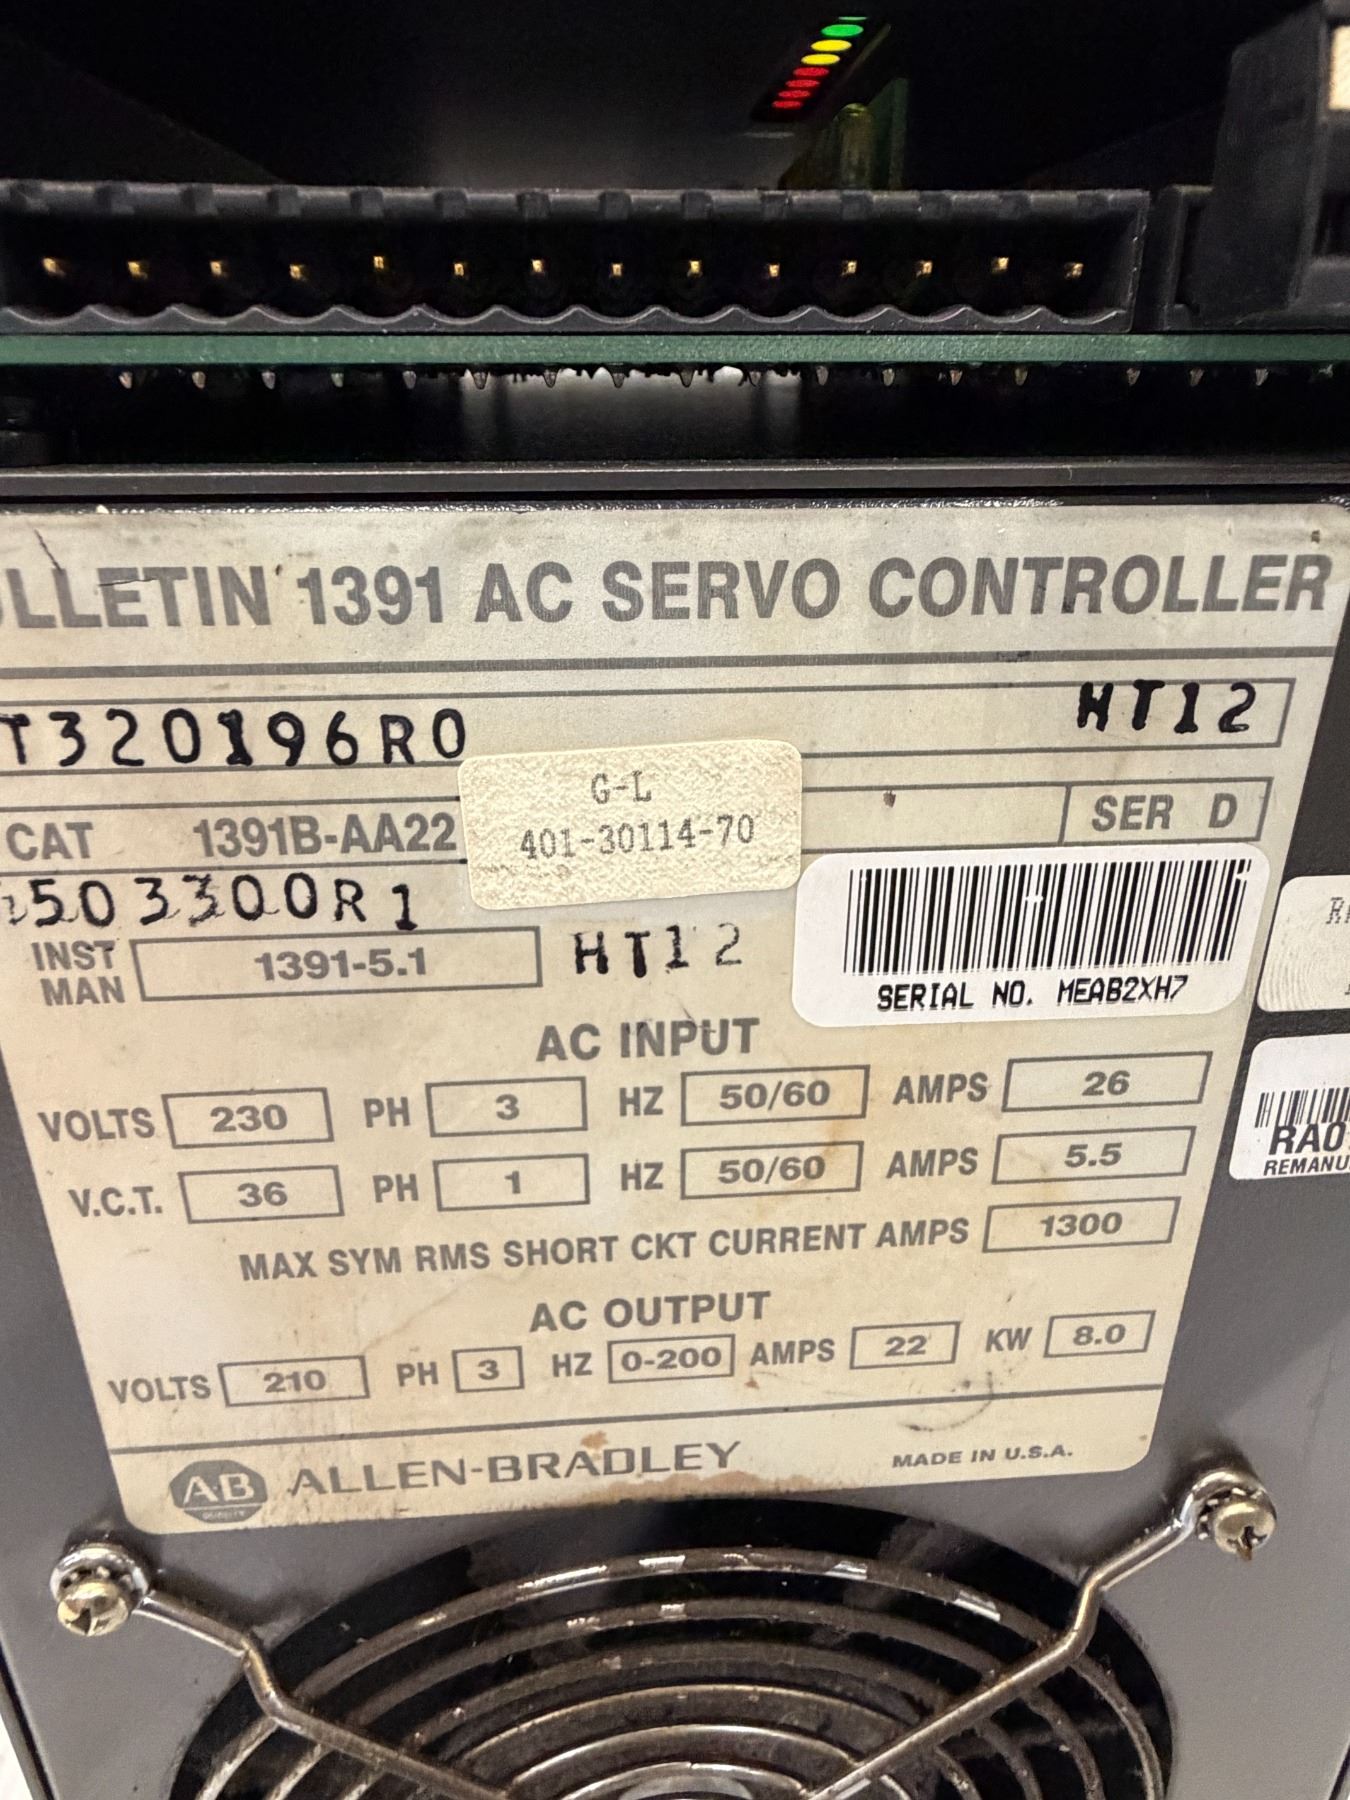 BULLETIN 1391 AC SERVO CONTROLLER
T320196R0 HT12
CAT 1391B-AA22 SER D
G-L
401-30114-70
503300R1
INST MAN 1391-5.1 HT12
SERIAL NO. MEAB2XH7
AC INPUT
VOLTS 230 PH 3 HZ 50/60 AMPS 26
V.C.T. 36 PH 1 HZ 50/60 AMPS 5.5
MAX SYM RMS SHORT CKT CURRENT AMPS 1300
AC OUTPUT
VOLTS 210 PH 3 HZ 0-200 AMPS 22 KW 8.0
AB QUALITY ALLEN-BRADLEY MADE IN U.S.A.
RA0
REMANU